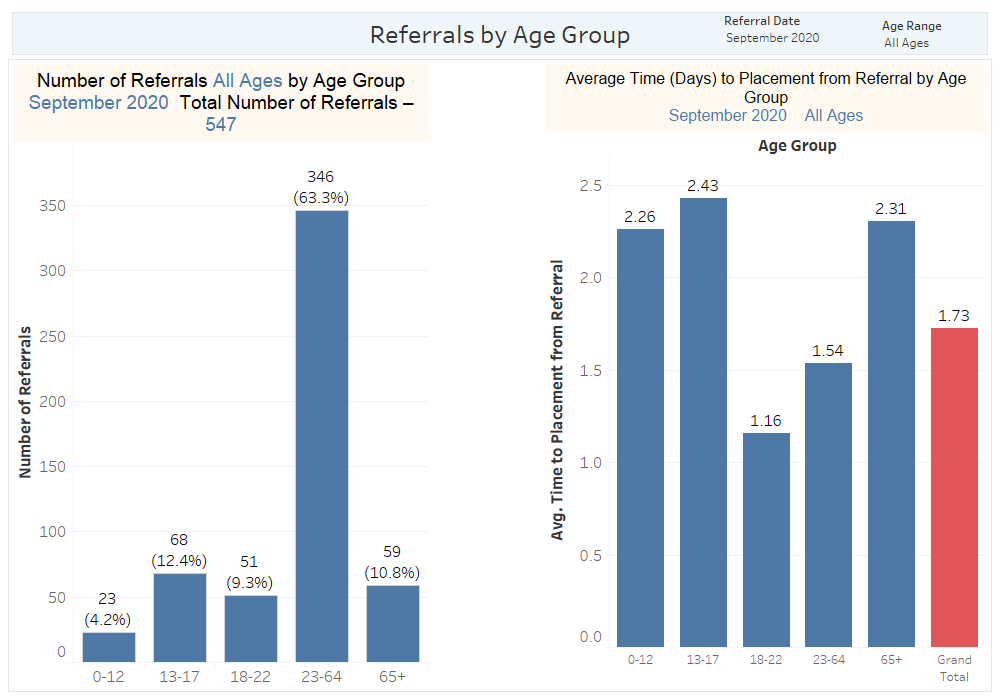 Referrals by Age Group
Referral Date
September 2020
Age Range
All Ages
Number of Referrals All Ages by Age Group
September 2020 Total Number of Referrals –
547
Number of Referrals
350
300
250
200
150
100
50
0
23
(4.2%)
68
(12.4%)
51
(9.3%)
346
(63.3%)
59
(10.8%)
0-12 13-17 18-22 23-64 65+
Average Time (Days) to Placement from Referral by Age
Group
September 2020 All Ages
Age Group
Avg. Time to Placement from Referral
2.5
2.0
1.5
1.0
0.5
0.0
2.26
2.43
1.16
1.54
2.31
1.73
0-12 13-17 18-22 23-64 65+ Grand
Total